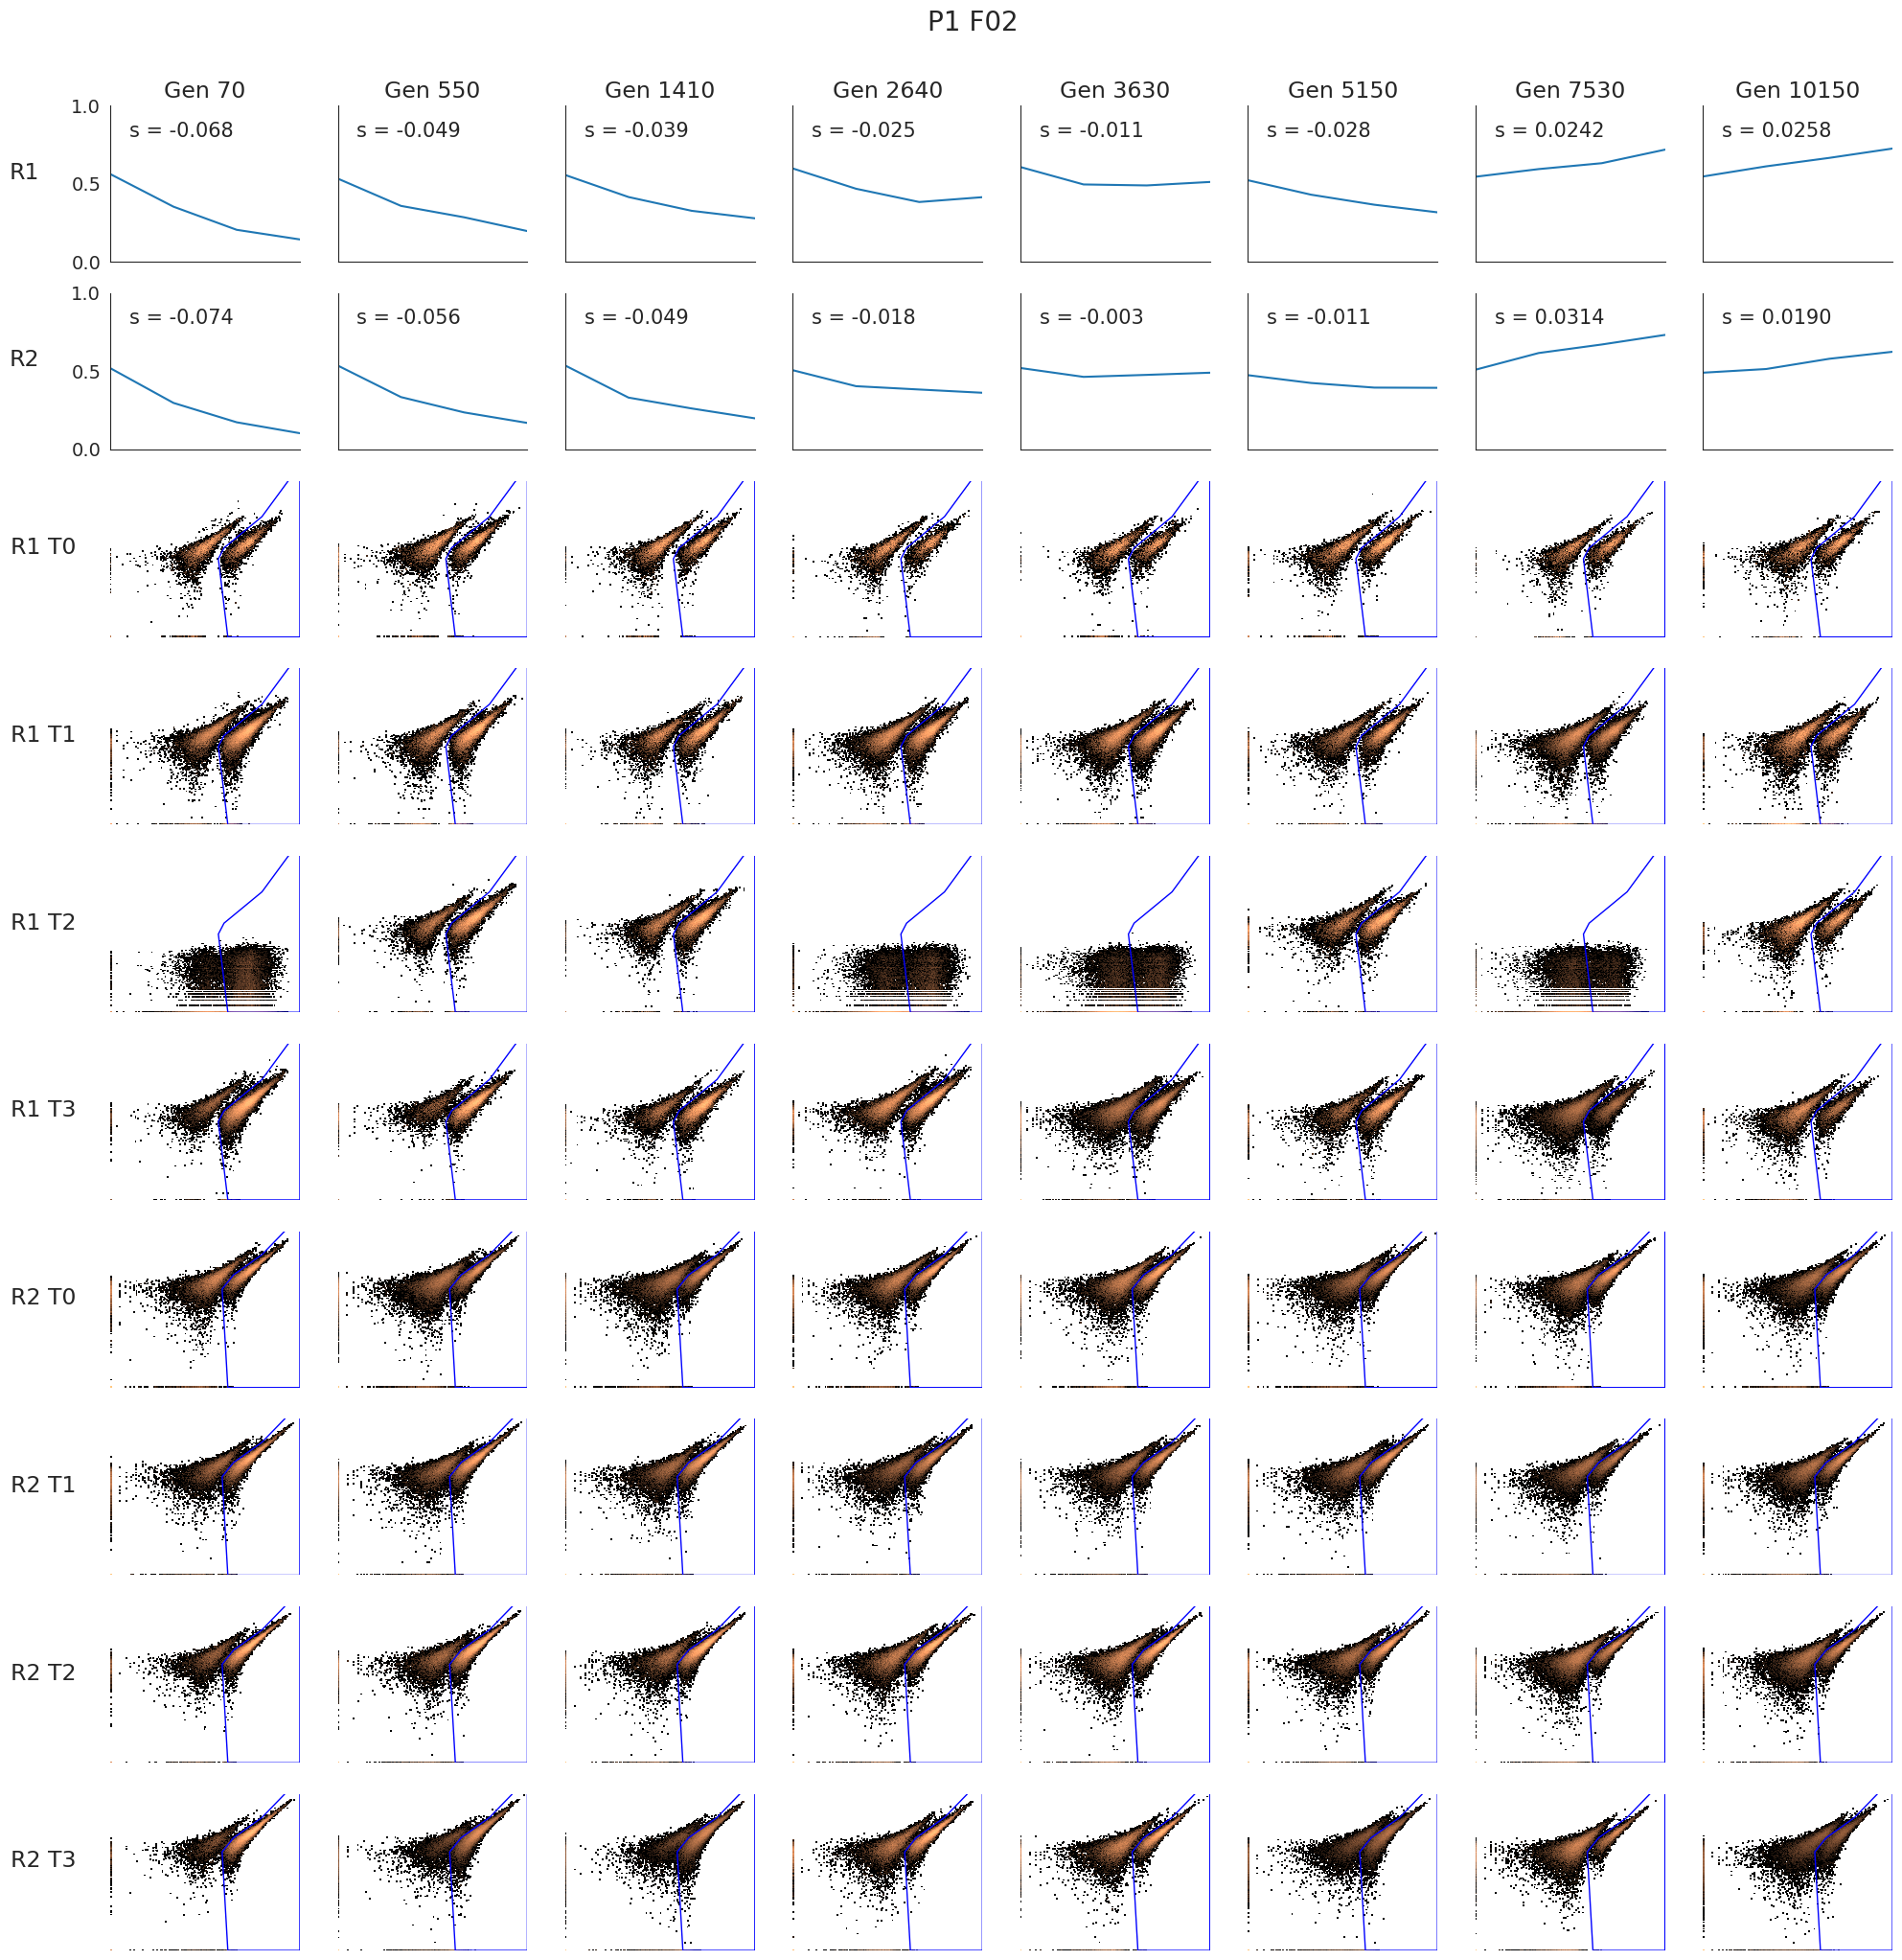 P1 F02
Gen 70 Gen 550 Gen 1410 Gen 2640 Gen 3630 Gen 5150 Gen 7530 Gen 10150
1.0
s = -0.068 s = -0.049 s = -0.039 s = -0.025 s = -0.011 s = -0.028 s = 0.0242 s = 0.0258
R1
0.5
0.0
1.0
s = -0.074 s = -0.056 s = -0.049 s = -0.018 s = -0.003 s = -0.011 s = 0.0314 s = 0.0190
R2
0.5
0.0
R1 T0
R1 T1
R1 T2
R1 T3
R2 T0
R2 T1
R2 T2
R2 T3